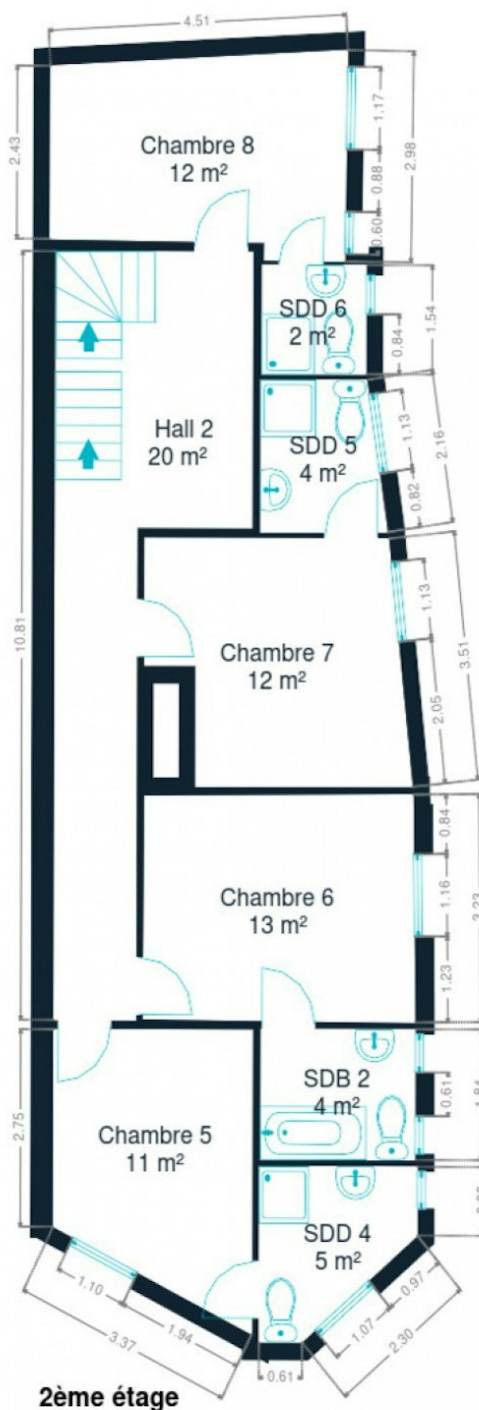 4.51
2.43
1.17
0.88
0.60
2.98
Chambre 8
12 m²
SDD 6
2 m²
0.84
1.54
Hall 2
20 m²
SDD 5
4 m²
1.13
0.82
2.16
10.81
Chambre 7
12 m²
1.13
2.05
3.51
Chambre 6
13 m²
0.84
1.16
1.23
3.23
SDB 2
4 m²
0.61
1.84
2.75
Chambre 5
11 m²
SDD 4
5 m²
1.10
1.94
3.37
0.61
1.07
0.97
2.30
2ème étage